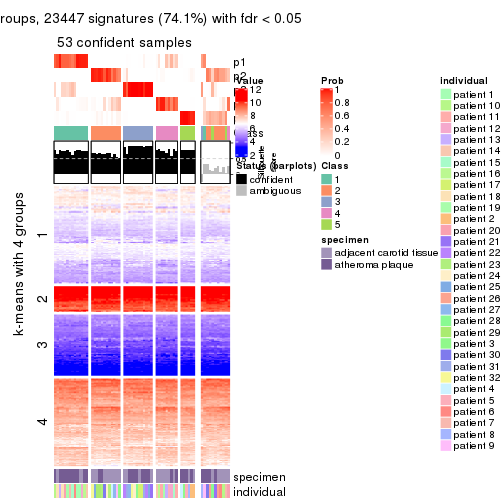 roups, 23447 signatures (74.1%) with fdr < 0.05
53 confident samples
p1
p2
Value
12
10
8
6
4
2
Prob
1
0.8
0.6
0.4
0.2
0
Status (barplots)
confident
ambiguous
Class
1
2
3
4
5
specimen
adjacent carotid tissue
atheroma plaque
individual
patient 1
patient 10
patient 11
patient 12
patient 13
patient 14
patient 15
patient 16
patient 17
patient 18
patient 19
patient 2
patient 20
patient 21
patient 22
patient 23
patient 24
patient 25
patient 26
patient 27
patient 28
patient 29
patient 3
patient 30
patient 31
patient 32
patient 4
patient 5
patient 6
patient 7
patient 8
patient 9
k-means with 4 groups
1
2
3
4
specimen
individual